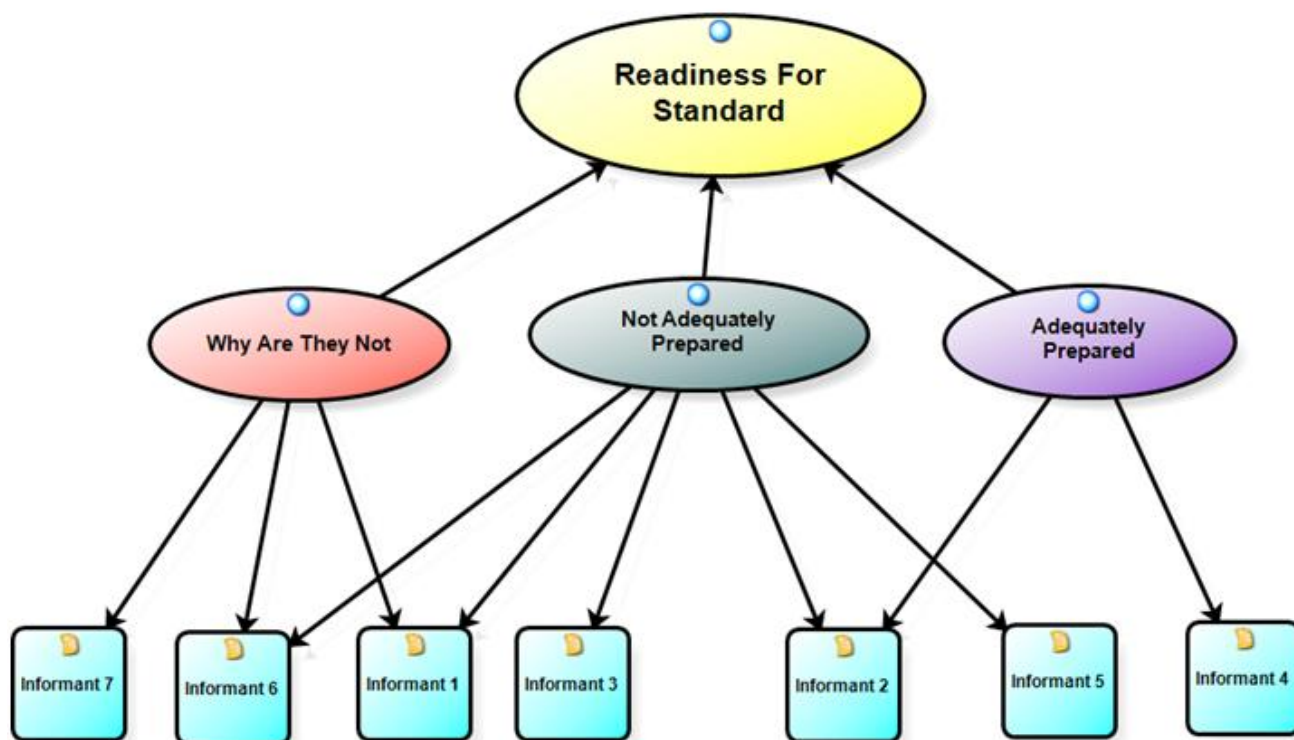 Readiness For
Standard
Why Are They Not
Not Adequately
Prepared
Adequately
Prepared
Informant 7
Informant 6
Informant 1
Informant 3
Informant 2
Informant 5
Informant 4